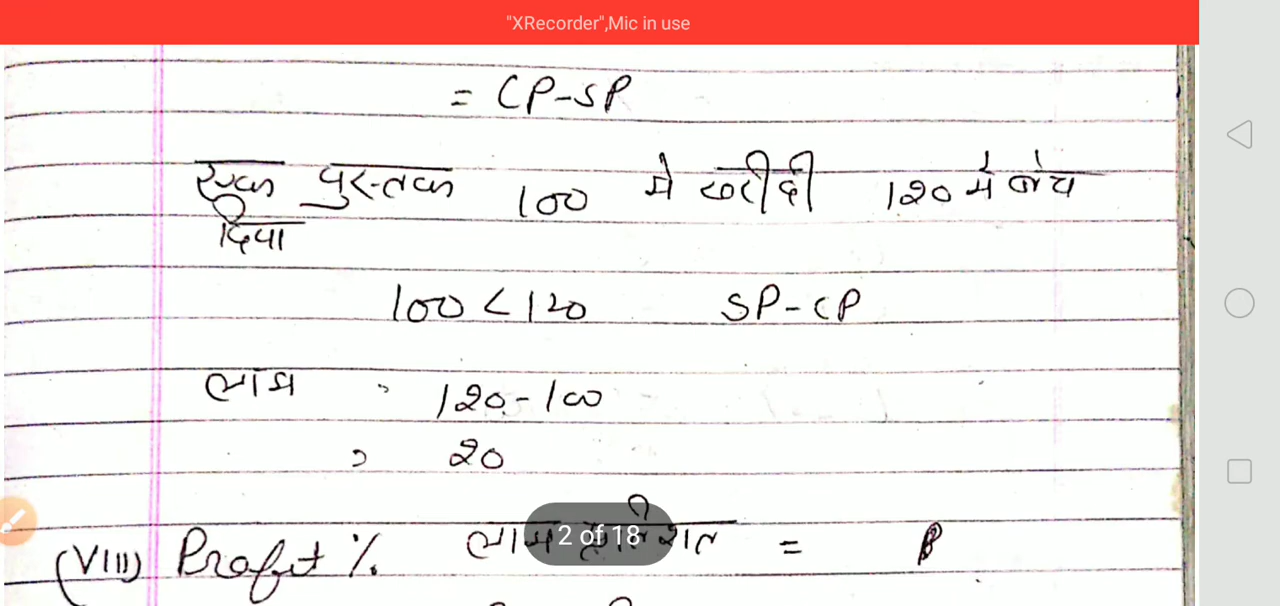 "XRecorder",Mic in use
= CP-SP
एक पुस्तक 100 मे खरीदी 120 में बेच
दिया
100 < 120 SP-CP
लाभ = 120-100
= 20
2 of 18
(VIII) Profit % लाभ प्रतिशत = P